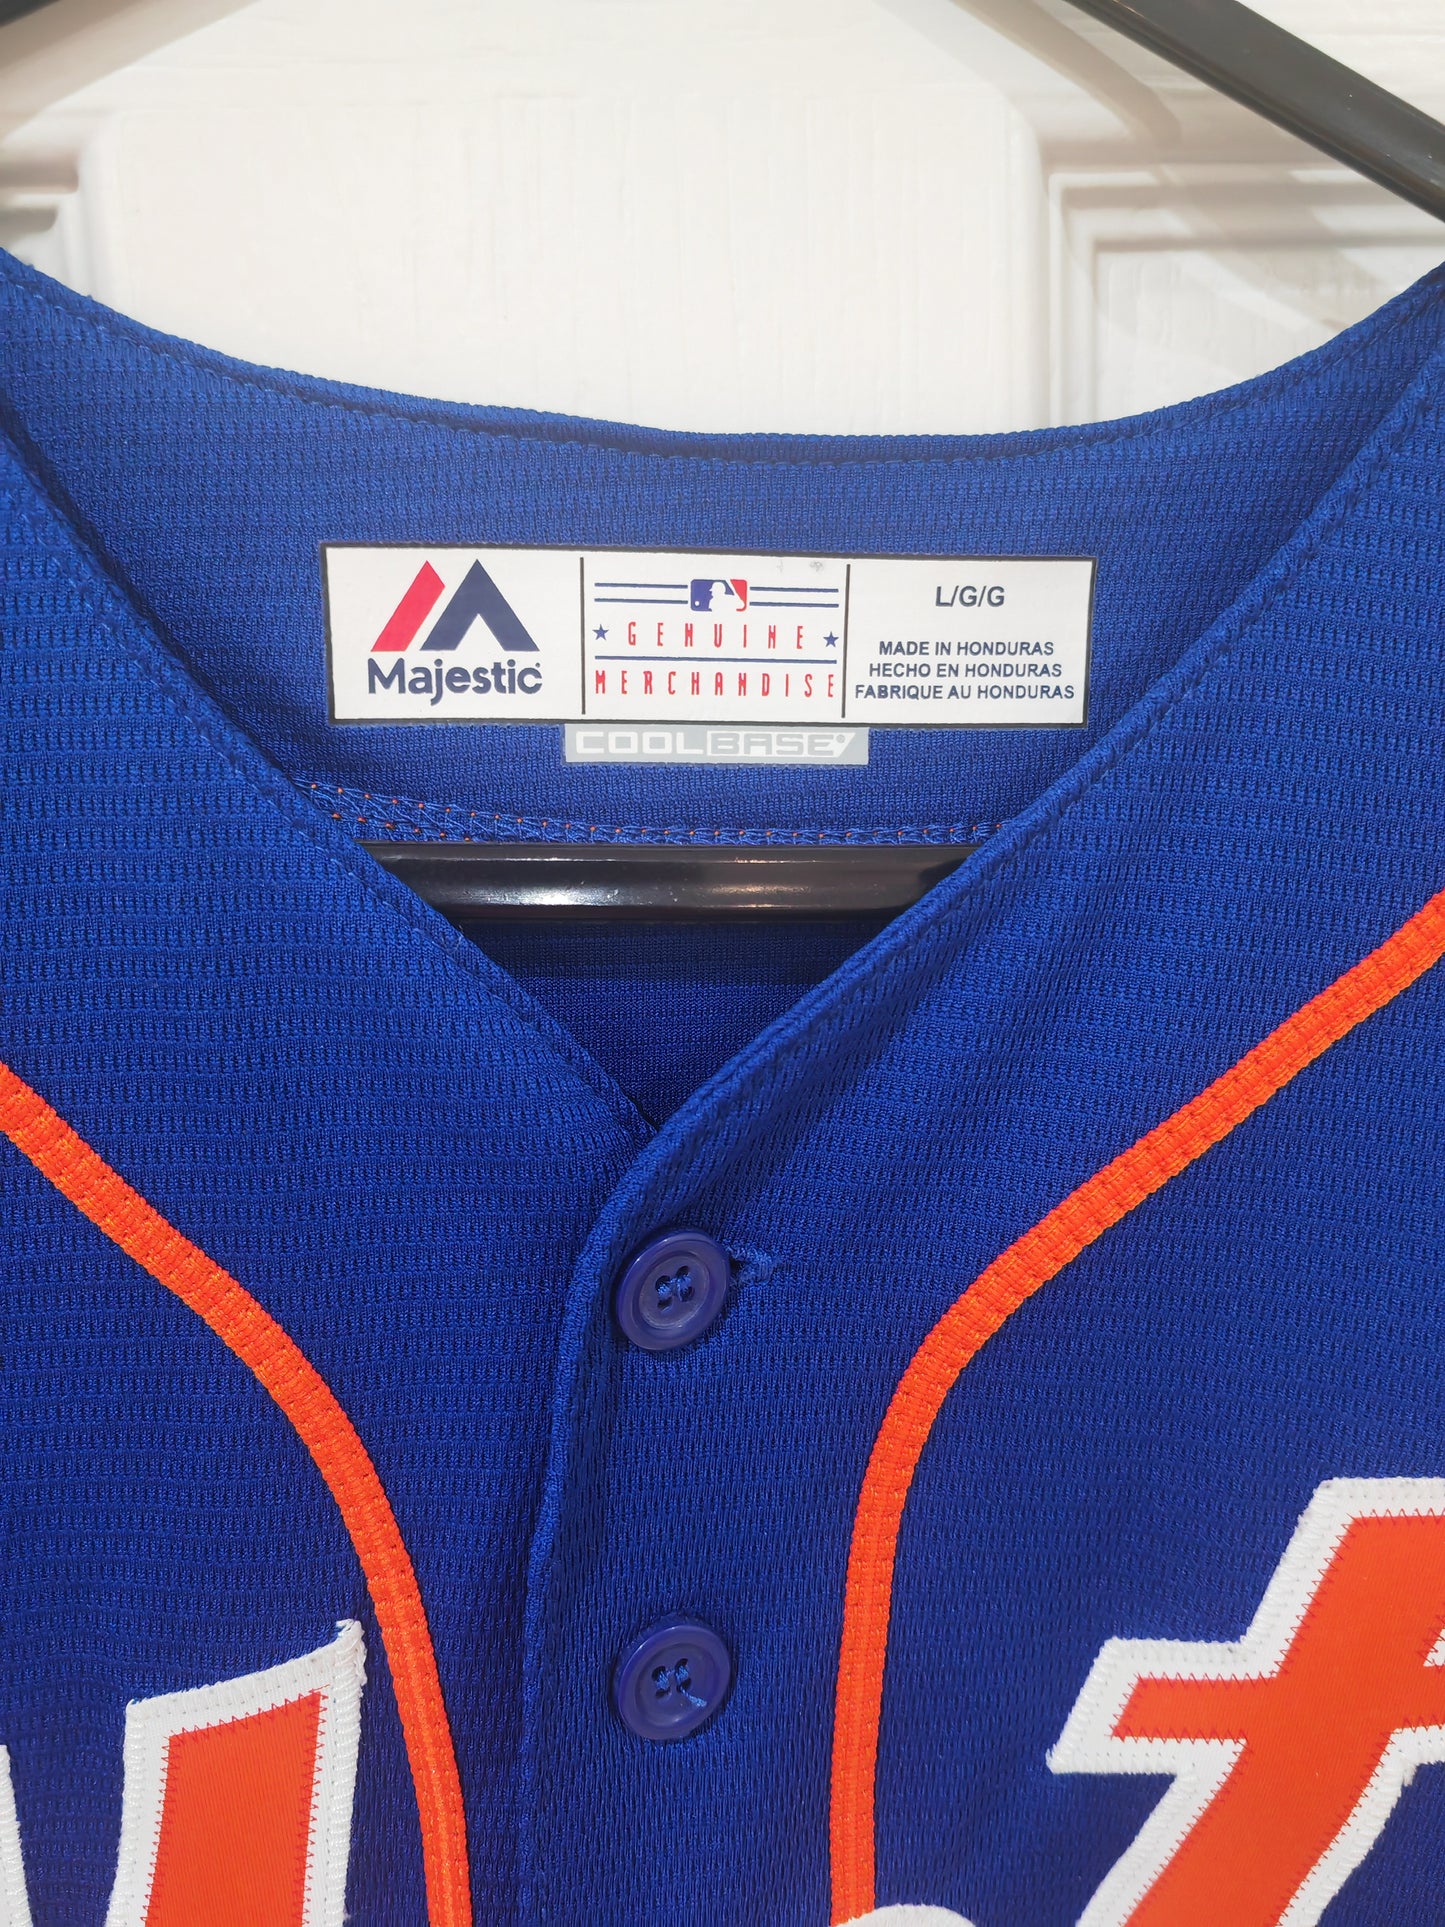 Majestic
GENUINE
MERCHANDISE
L/G/G
MADE IN HONDURAS
HECHO EN HONDURAS
FABRIQUE AU HONDURAS
COOLBASE